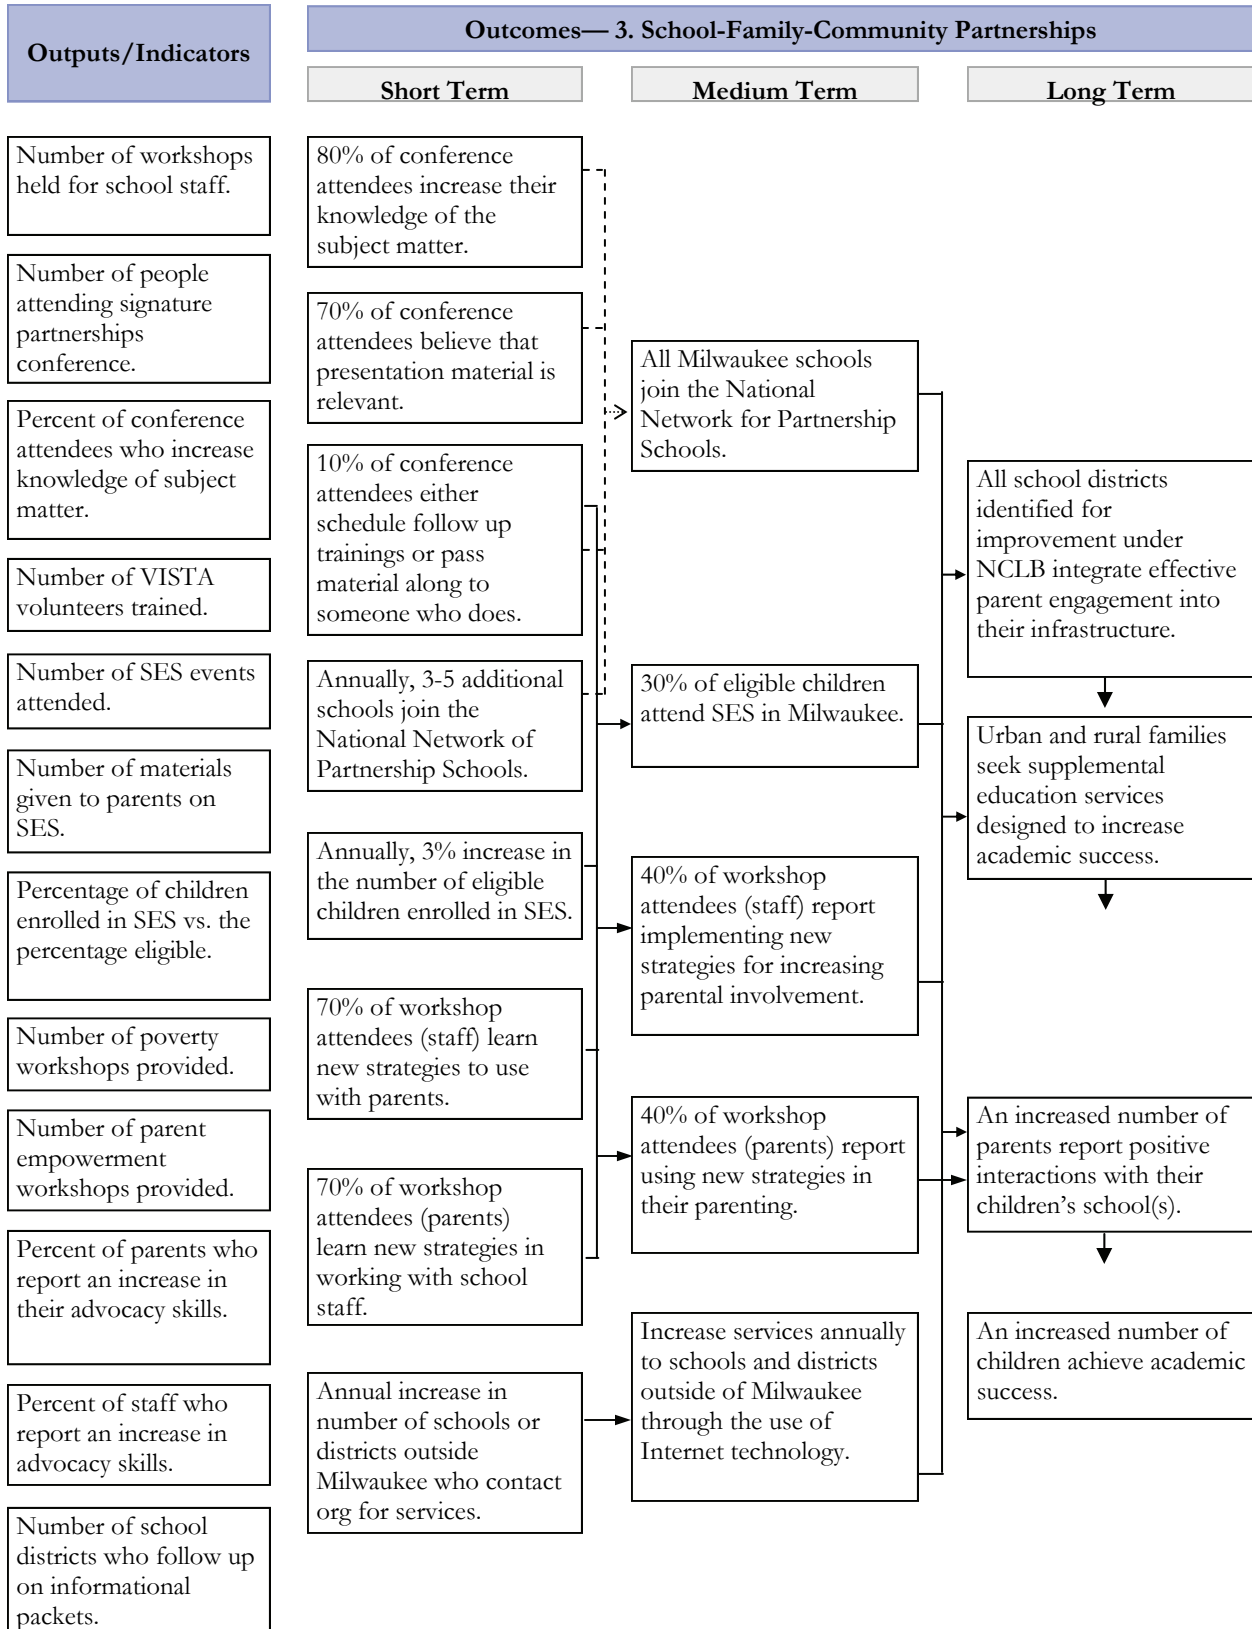 Outputs/Indicators
Outcomes— 3. School-Family-Community Partnerships
Short Term
Medium Term
Long Term
Number of workshops
held for school staff.
Number of people
attending signature
partnerships
conference.
Percent of conference
attendees who increase
knowledge of subject
matter.
Number of VISTA
volunteers trained.
Number of SES events
attended.
Number of materials
given to parents on
SES.
Percentage of children
enrolled in SES vs. the
percentage eligible.
Number of poverty
workshops provided.
Number of parent
empowerment
workshops provided.
Percent of parents who
report an increase in
their advocacy skills.
Percent of staff who
report an increase in
advocacy skills.
Number of school
districts who follow up
on informational
packets.
80% of conference
attendees increase their
knowledge of the
subject matter.
70% of conference
attendees believe that
presentation material is
relevant.
10% of conference
attendees either
schedule follow up
trainings or pass
material along to
someone who does.
Annually, 3-5 additional
schools join the
National Network of
Partnership Schools.
Annually, 3% increase in
the number of eligible
children enrolled in SES.
70% of workshop
attendees (staff) learn
new strategies to use
with parents.
70% of workshop
attendees (parents)
learn new strategies in
working with school
staff.
Annual increase in
number of schools or
districts outside
Milwaukee who contact
org for services.
All Milwaukee schools
join the National
Network for Partnership
Schools.
30% of eligible children
attend SES in Milwaukee.
40% of workshop
attendees (staff) report
implementing new
strategies for increasing
parental involvement.
40% of workshop
attendees (parents) report
using new strategies in
their parenting.
Increase services annually
to schools and districts
outside of Milwaukee
through the use of
Internet technology.
All school districts
identified for
improvement under
NCLB integrate effective
parent engagement into
their infrastructure.
Urban and rural families
seek supplemental
education services
designed to increase
academic success.
An increased number of
parents report positive
interactions with their
children’s school(s).
An increased number of
children achieve academic
success.